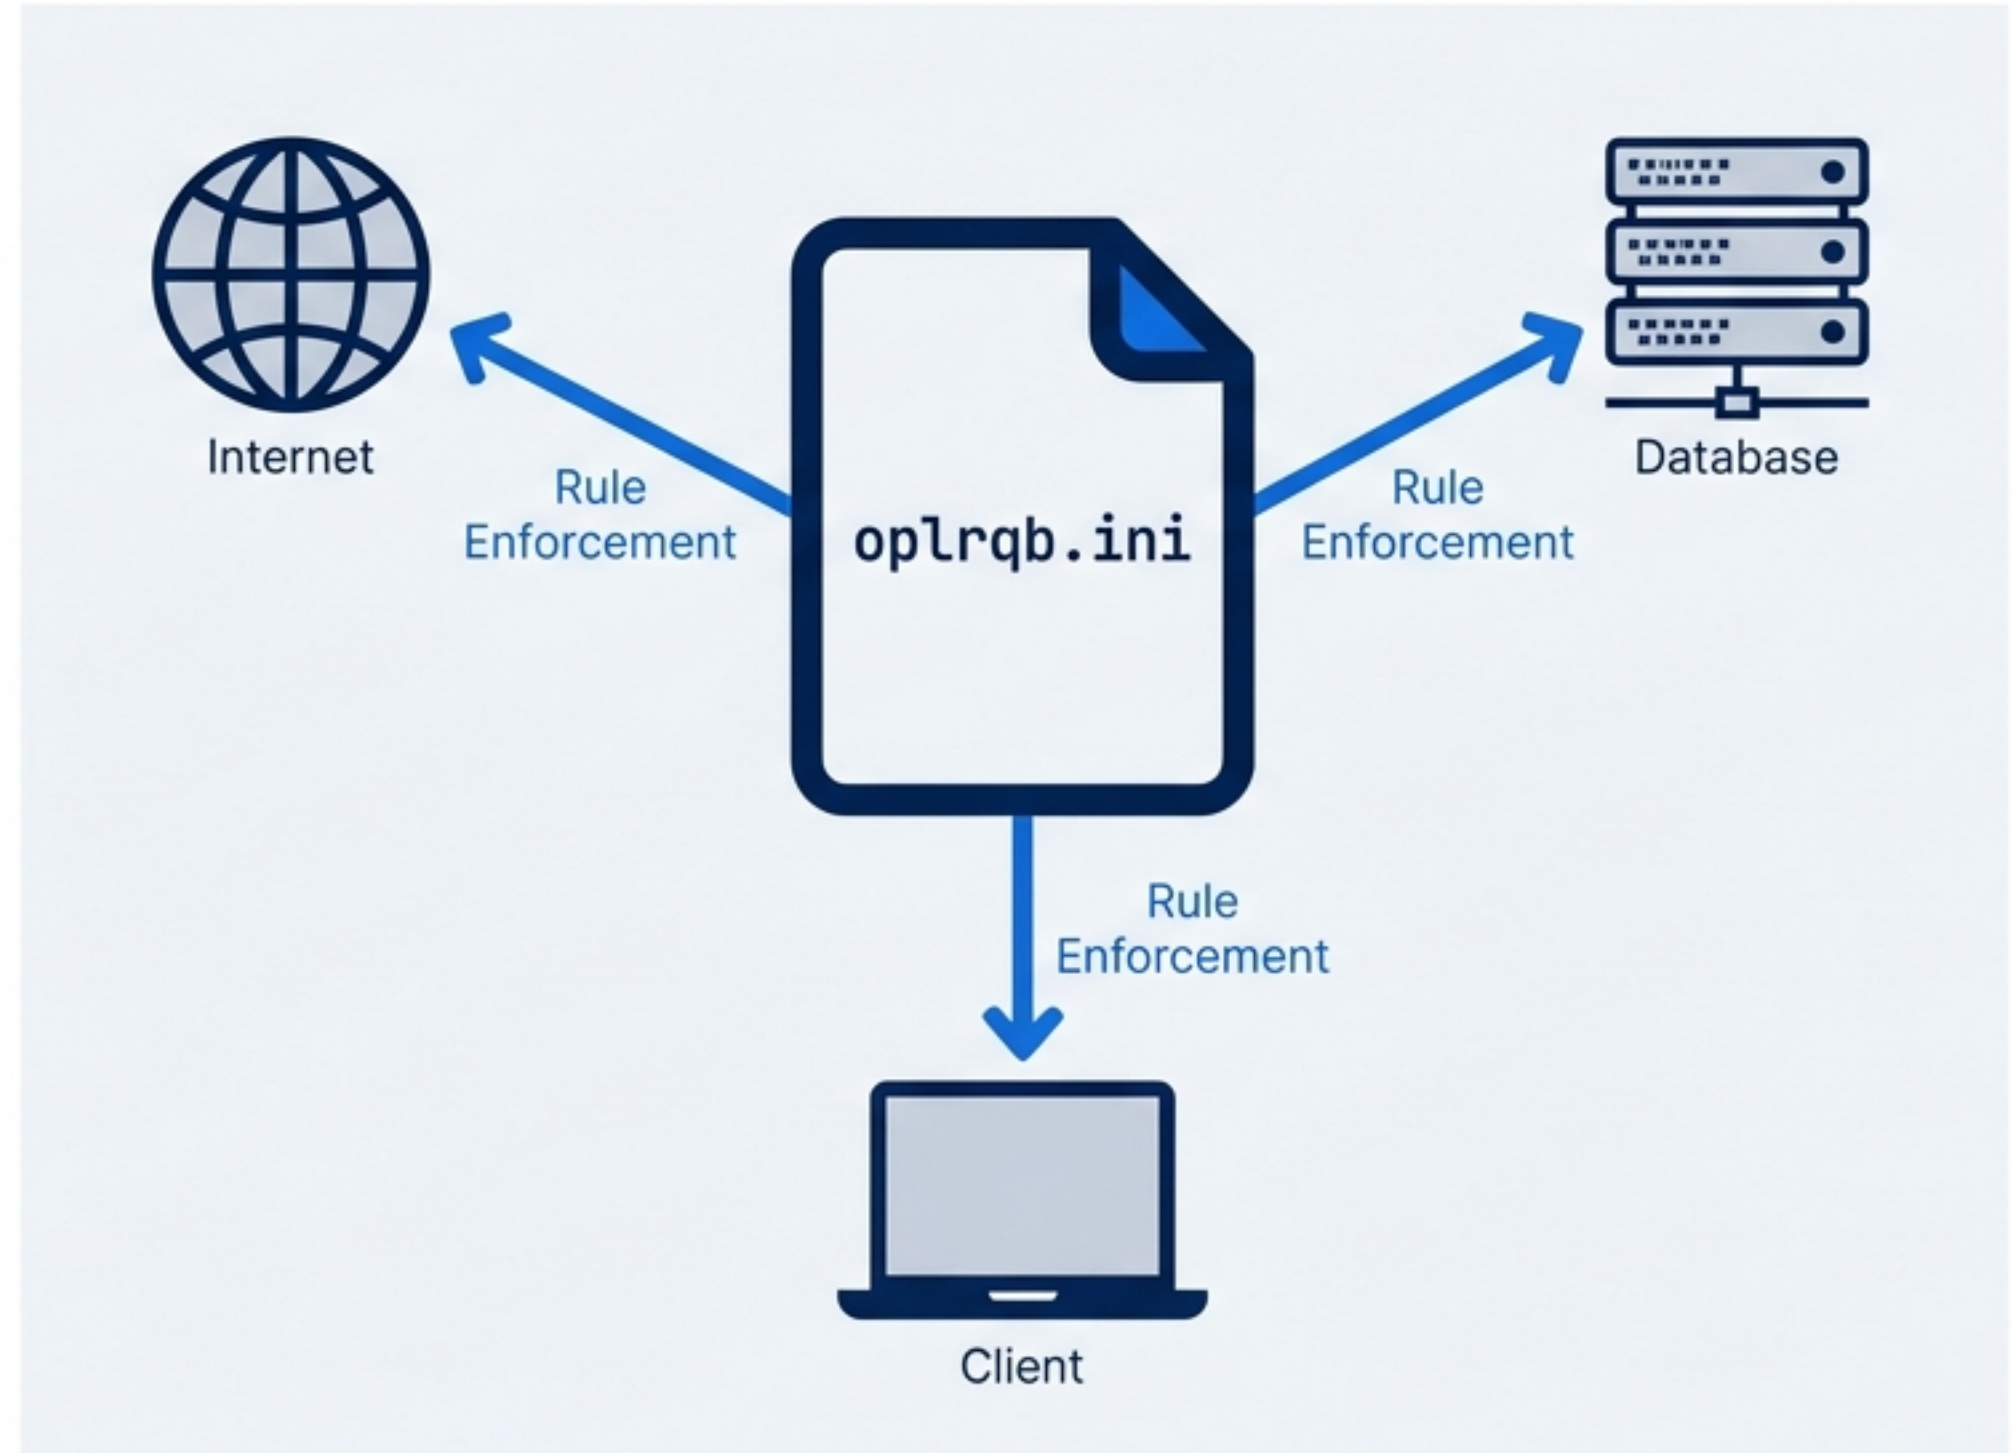 Internet
Database
Rule
Enforcement
oplrqb.ini
Rule
Enforcement
Rule
Enforcement
Client